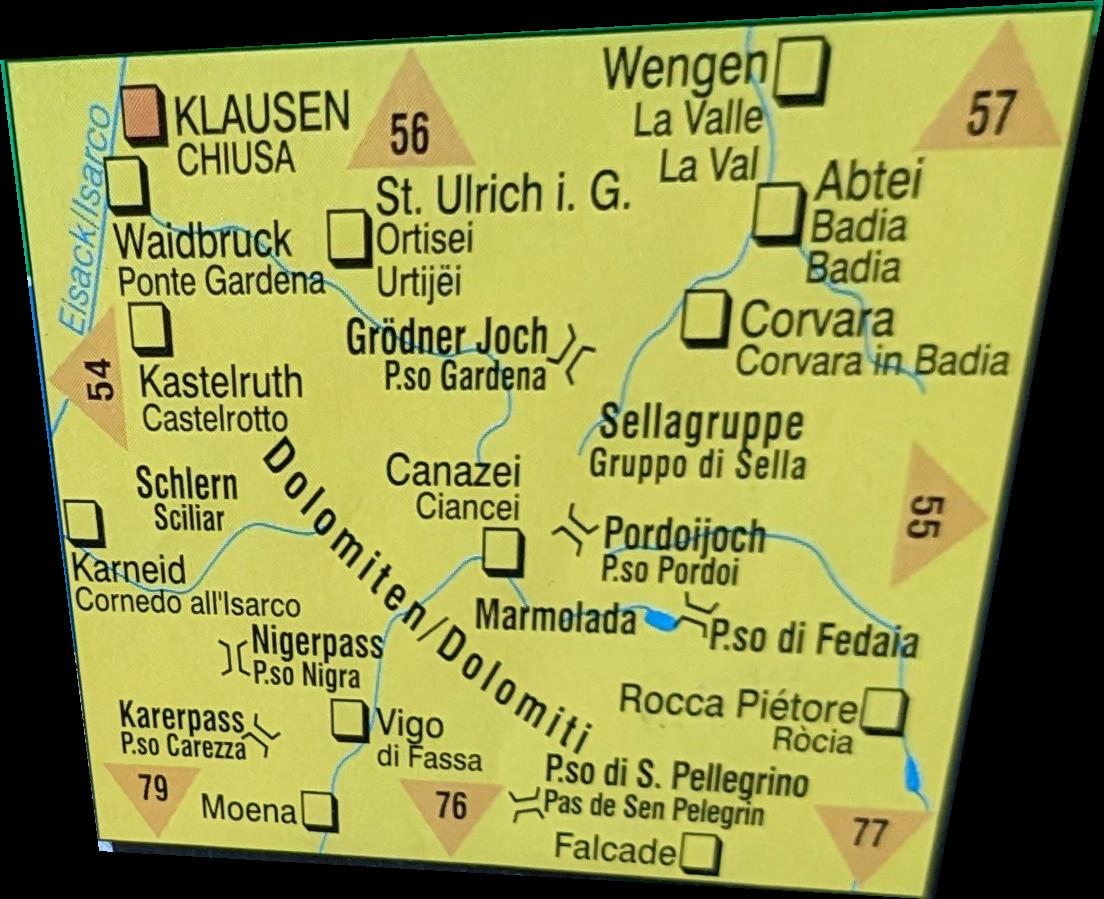 Wengen
La Valle
La Val
KLAUSEN
CHIUSA
56
57
Eisack/Isarco
St. Ulrich i. G.
Ortisei
Urtijëi
Abtei
Badia
Badia
Waidbruck
Ponte Gardena
Grödner Joch
P.so Gardena
Corvara
Corvara in Badia
54
Kastelruth
Castelrotto
Sellagruppe
Gruppo di Sella
Dolomiten/Dolomiti
Canazei
Ciancei
Schlern
Sciliar
55
Pordoijoch
P.so Pordoi
Karneid
Cornedo all'Isarco
Marmolada
P.so di Fedaia
Nigerpass
P.so Nigra
Rocca Piétore
Ròcia
Karerpass
P.so Carezza
Vigo
di Fassa
P.so di S. Pellegrino
Pas de Sen Pelegrin
79
Moena
76
77
Falcade